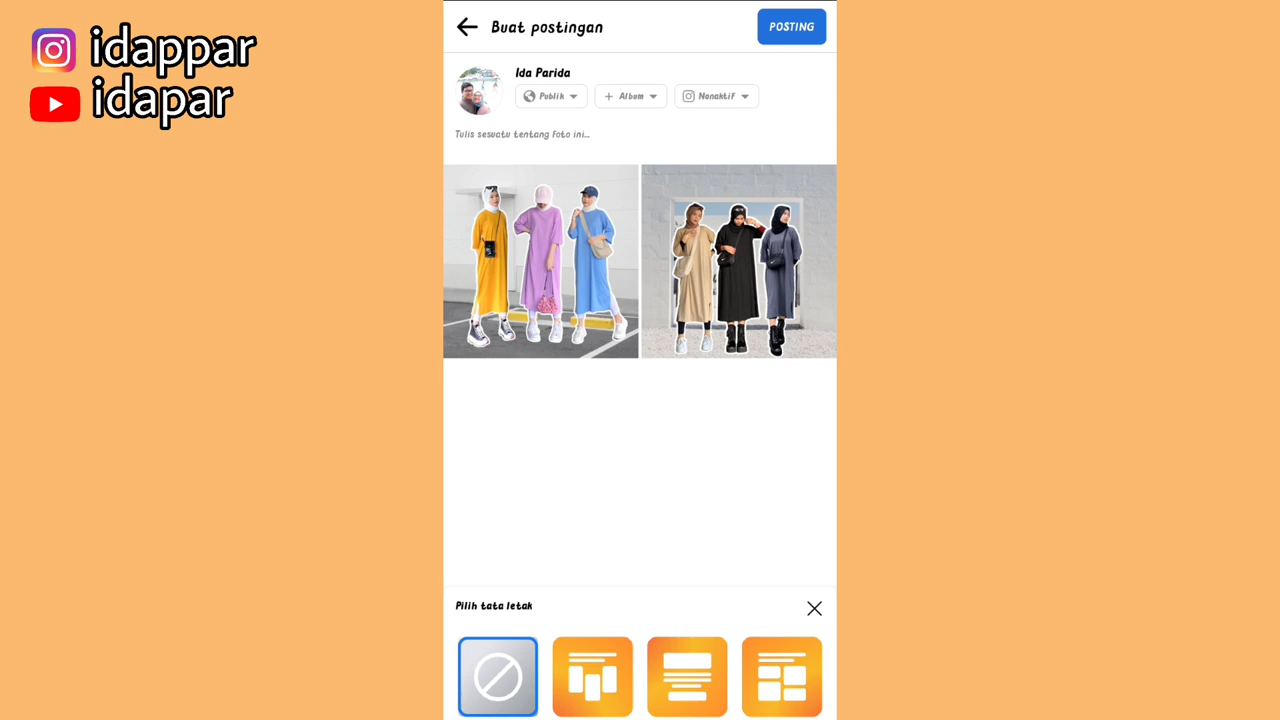 idappar
idapar
Buat postingan
POSTING
Ida Parida
Publik
+ Album
Nonaktif
Tulis sesuatu tentang foto ini...
Pilih tata letak